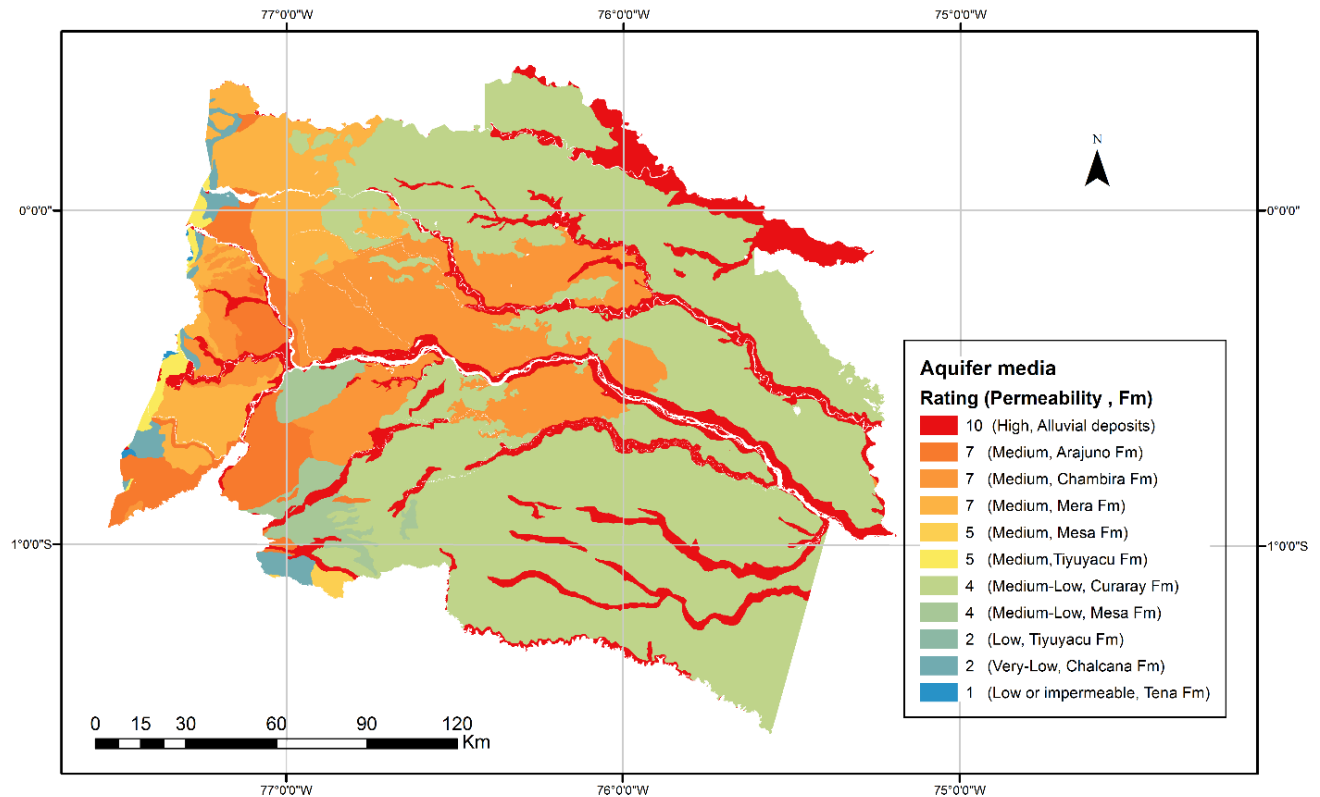 77°0'0"W 76°0'0"W 75°0'0"W
N
0°0'0" 0°0'0"
Aquifer media
Rating (Permeability , Fm)
10 (High, Alluvial deposits)
7 (Medium, Arajuno Fm)
7 (Medium, Chambira Fm)
7 (Medium, Mera Fm)
5 (Medium, Mesa Fm)
5 (Medium,Tiyuyacu Fm)
4 (Medium-Low, Curaray Fm)
4 (Medium-Low, Mesa Fm)
2 (Low, Tiyuyacu Fm)
2 (Very-Low, Chalcana Fm)
1 (Low or impermeable, Tena Fm)
1°0'0"S 1°0'0"S
0 15 30 60 90 120
Km
77°0'0"W 76°0'0"W 75°0'0"W